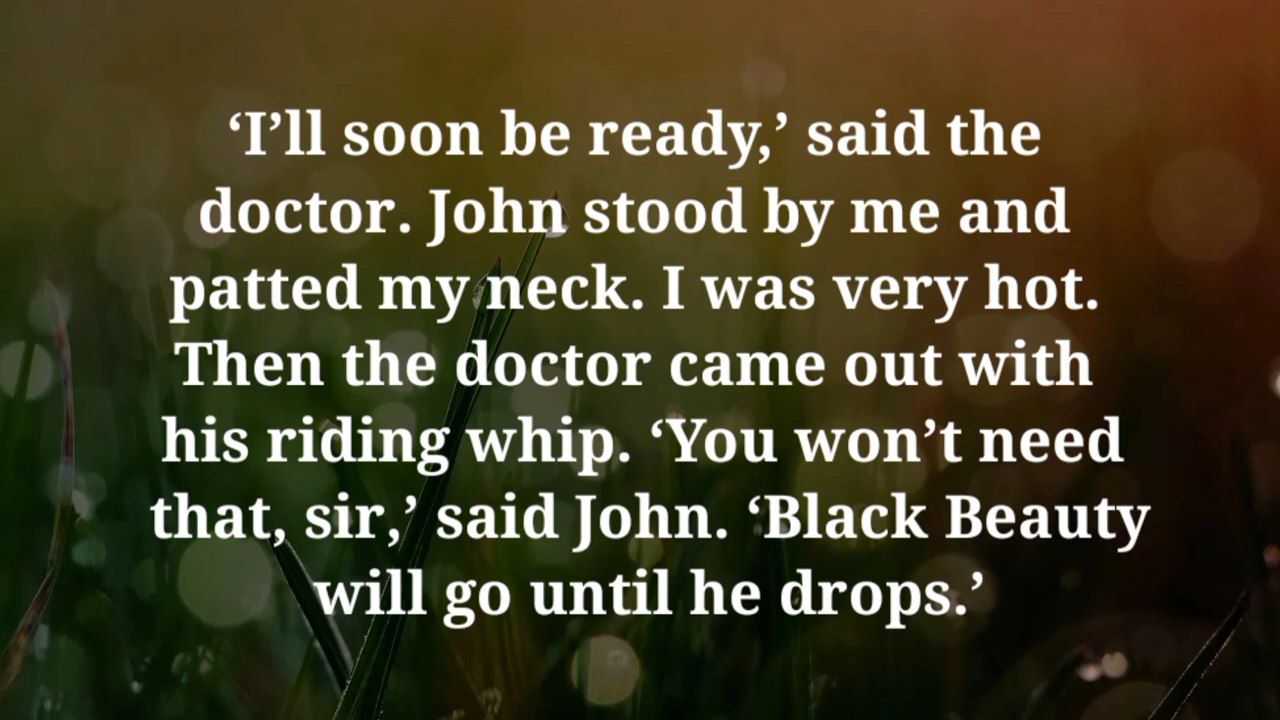 ‘I’ll soon be ready,’ said the
doctor. John stood by me and
patted my neck. I was very hot.
Then the doctor came out with
his riding whip. ‘You won’t need
that, sir,’ said John. ‘Black Beauty
will go until he drops.’